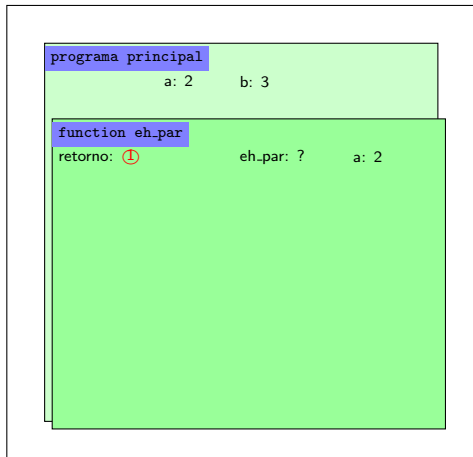 programa principal
a: 2 b: 3
function eh_par
retorno: 1 eh_par: ? a: 2